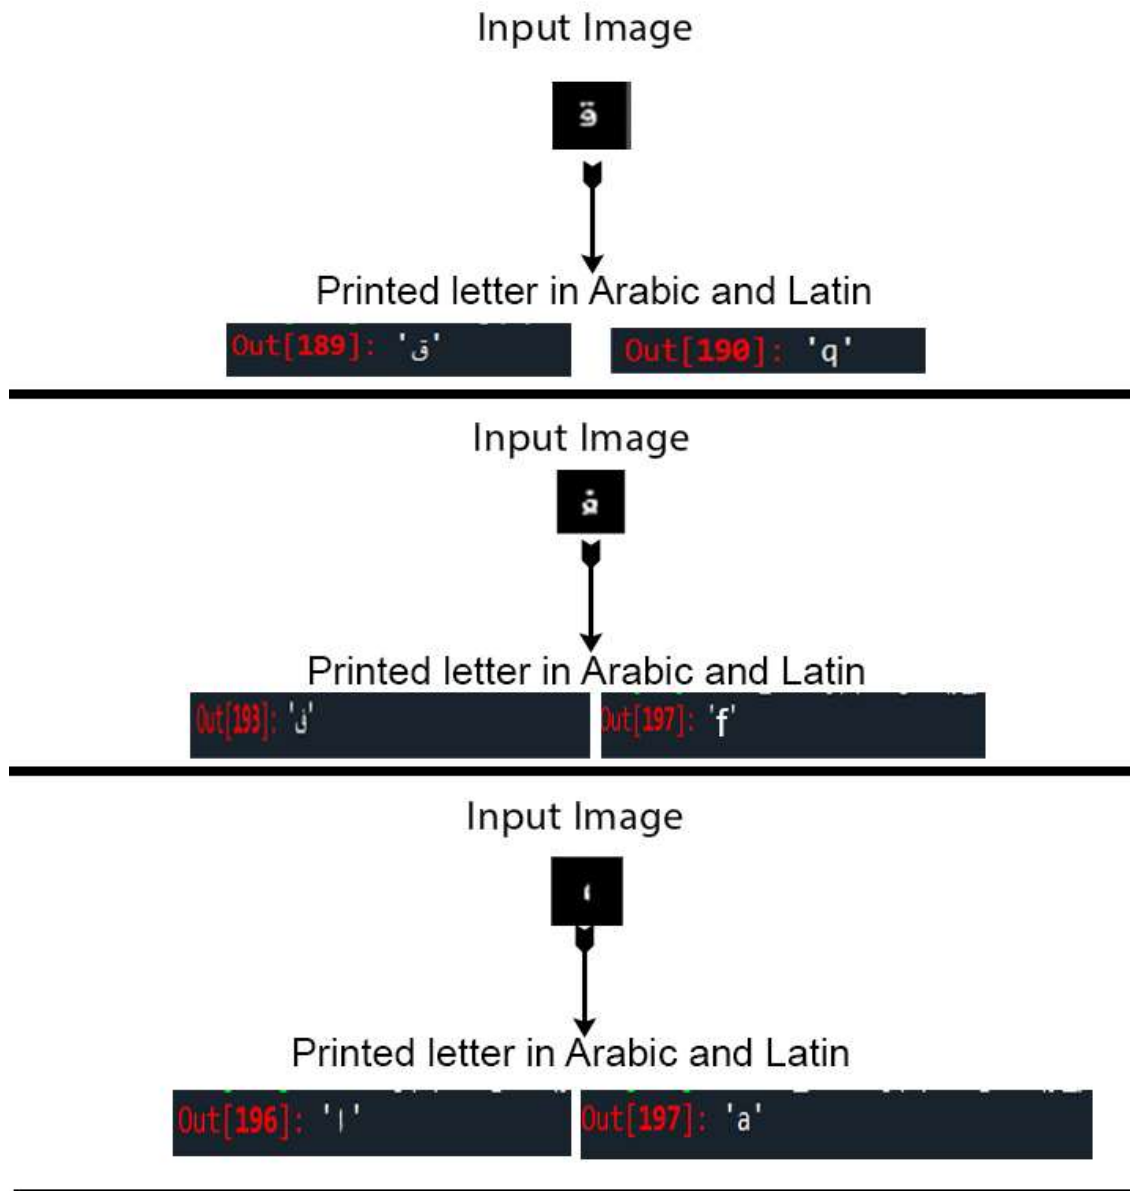 Input Image
ق
Printed letter in Arabic and Latin
Out[189]: 'ق'
Out[190]: 'q'
Input Image
ف
Printed letter in Arabic and Latin
Out[193]: 'ف'
Out[197]: 'f'
Input Image
ا
Printed letter in Arabic and Latin
Out[196]: 'ا'
Out[197]: 'a'